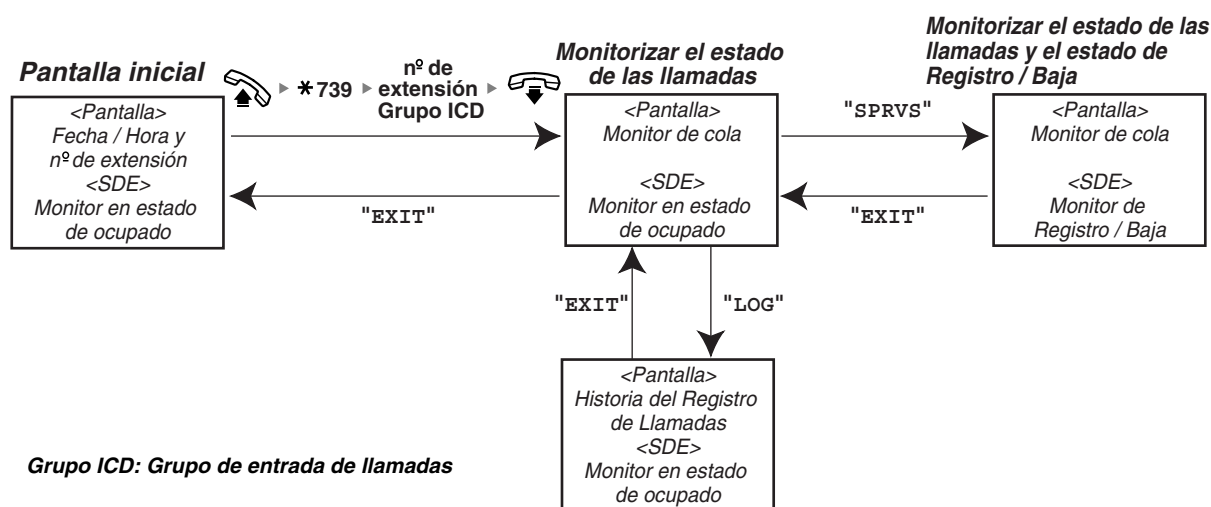 Pantalla inicial
<Pantalla>
Fecha / Hora y
nº de extensión
<SDE>
Monitor en estado
de ocupado
*739
nº de
extensión
Grupo ICD
"EXIT"
Monitorizar el estado
de las llamadas
<Pantalla>
Monitor de cola
<SDE>
Monitor en estado
de ocupado
"SPRVS"
"EXIT"
Monitorizar el estado de las
llamadas y el estado de
Registro / Baja
<Pantalla>
Monitor de cola
<SDE>
Monitor de
Registro / Baja
"EXIT"
"LOG"
<Pantalla>
Historia del Registro
de Llamadas
<SDE>
Monitor en estado
de ocupado
Grupo ICD: Grupo de entrada de llamadas